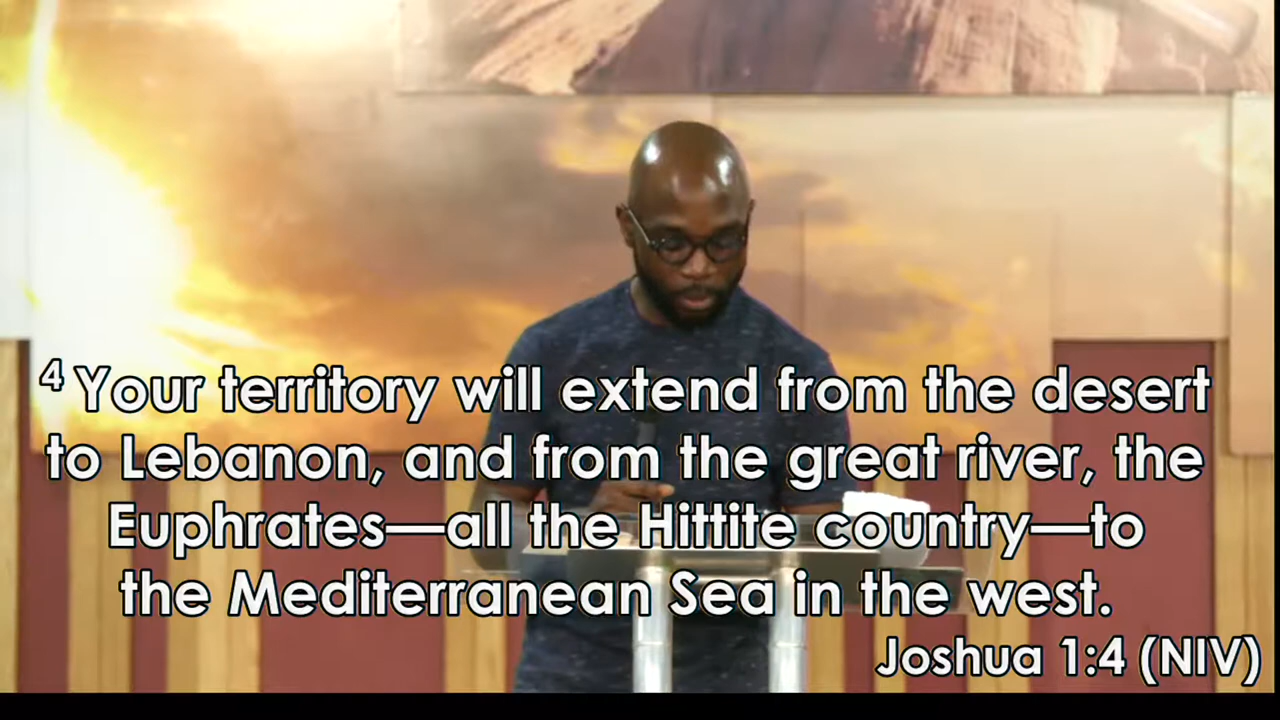 4 Your territory will extend from the desert
to Lebanon, and from the great river, the
Euphrates—all the Hittite country—to
the Mediterranean Sea in the west.
Joshua 1:4 (NIV)